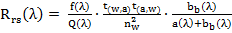 R_rs(λ) = f(λ)/Q(λ) · t_(w,a) t_(a,w)/n_w^2 · b_b(λ)/(a(λ)+b_b(λ))